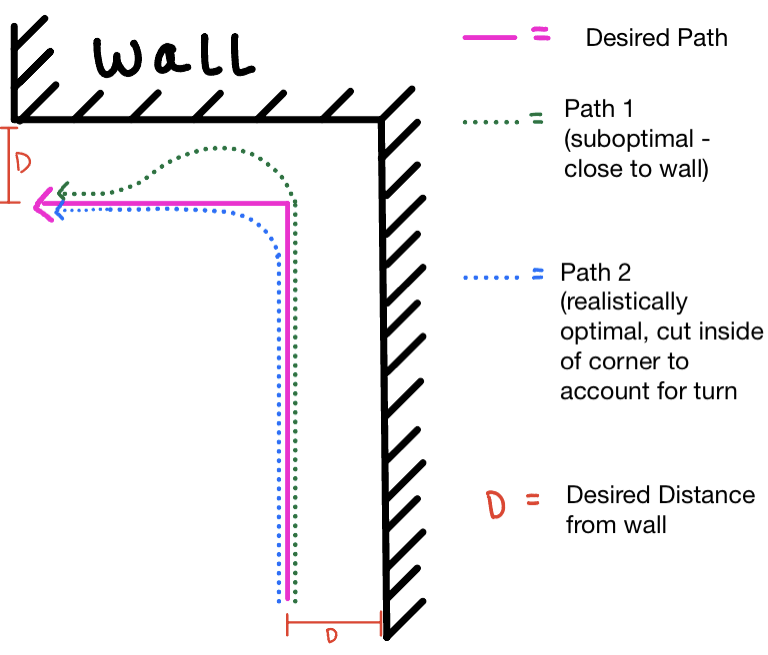 Wall
= Desired Path
= Path 1
(suboptimal -
close to wall)
D
= Path 2
(realistically
optimal, cut inside
of corner to
account for turn
D = Desired Distance
from wall
D